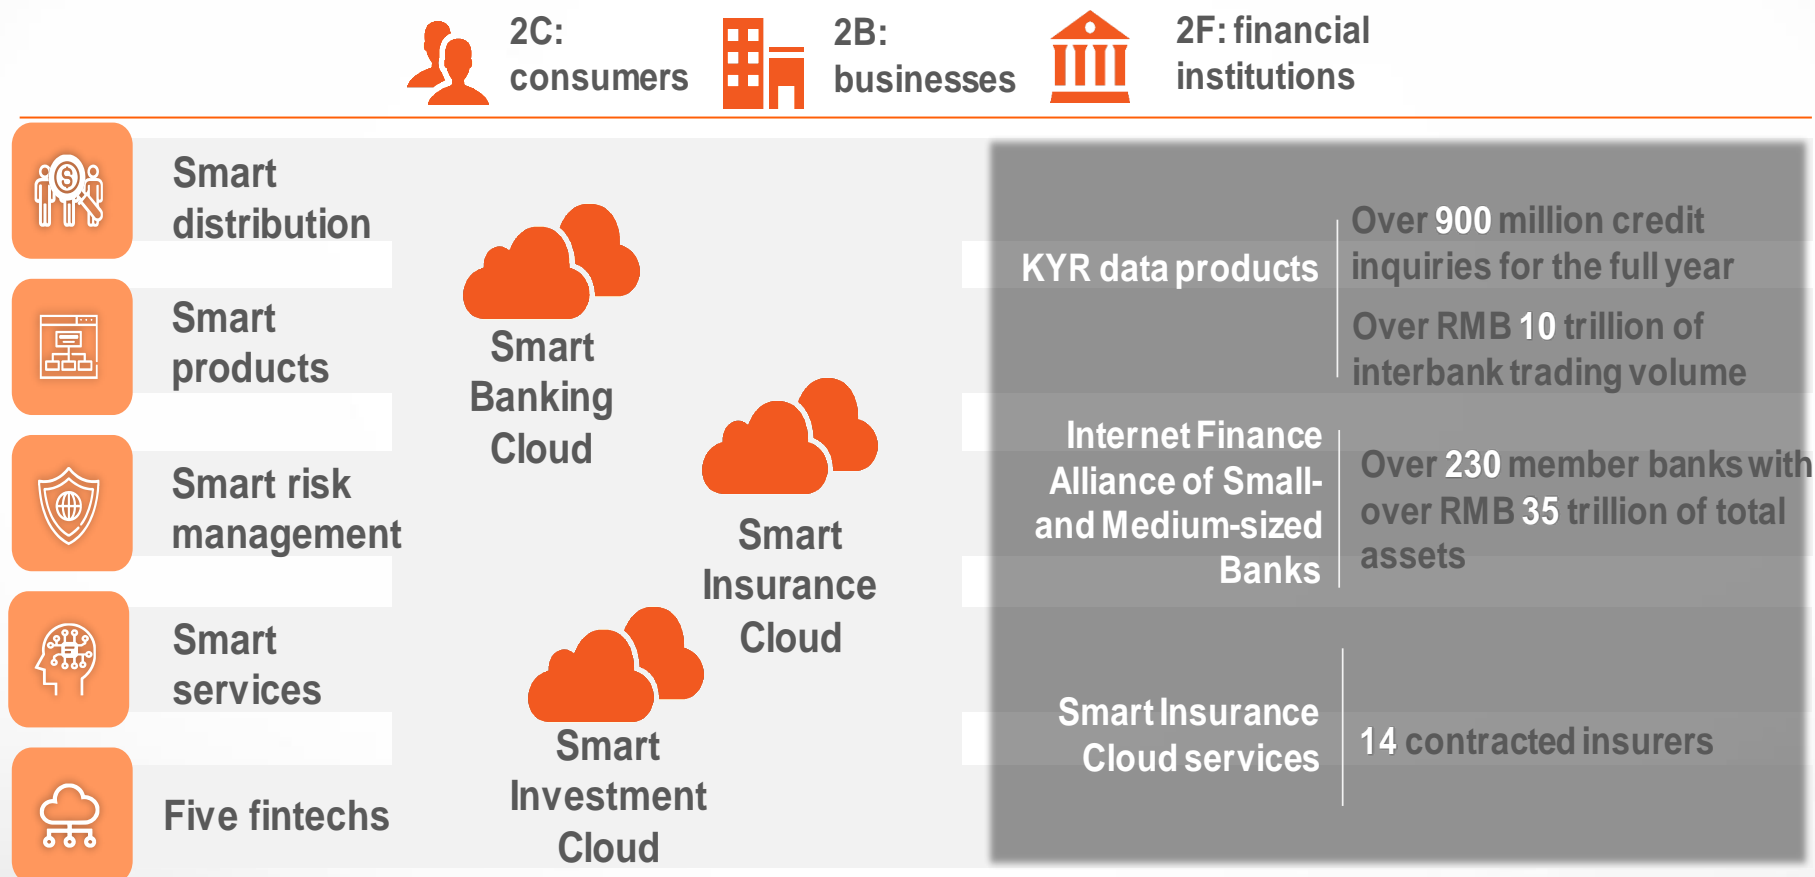 2C:
consumers
2B:
businesses
2F: financial
institutions
Smart
distribution
Smart
products
Smart risk
management
Smart
services
Five fintechs
Smart
Banking
Cloud
Smart
Insurance
Cloud
Smart
Investment
Cloud
KYR data products
Over 900 million credit
inquiries for the full year
Over RMB 10 trillion of
interbank trading volume
Internet Finance
Alliance of Small-
and Medium-sized
Banks
Over 230 member banks with
over RMB 35 trillion of total
assets
Smart Insurance
Cloud services
14 contracted insurers